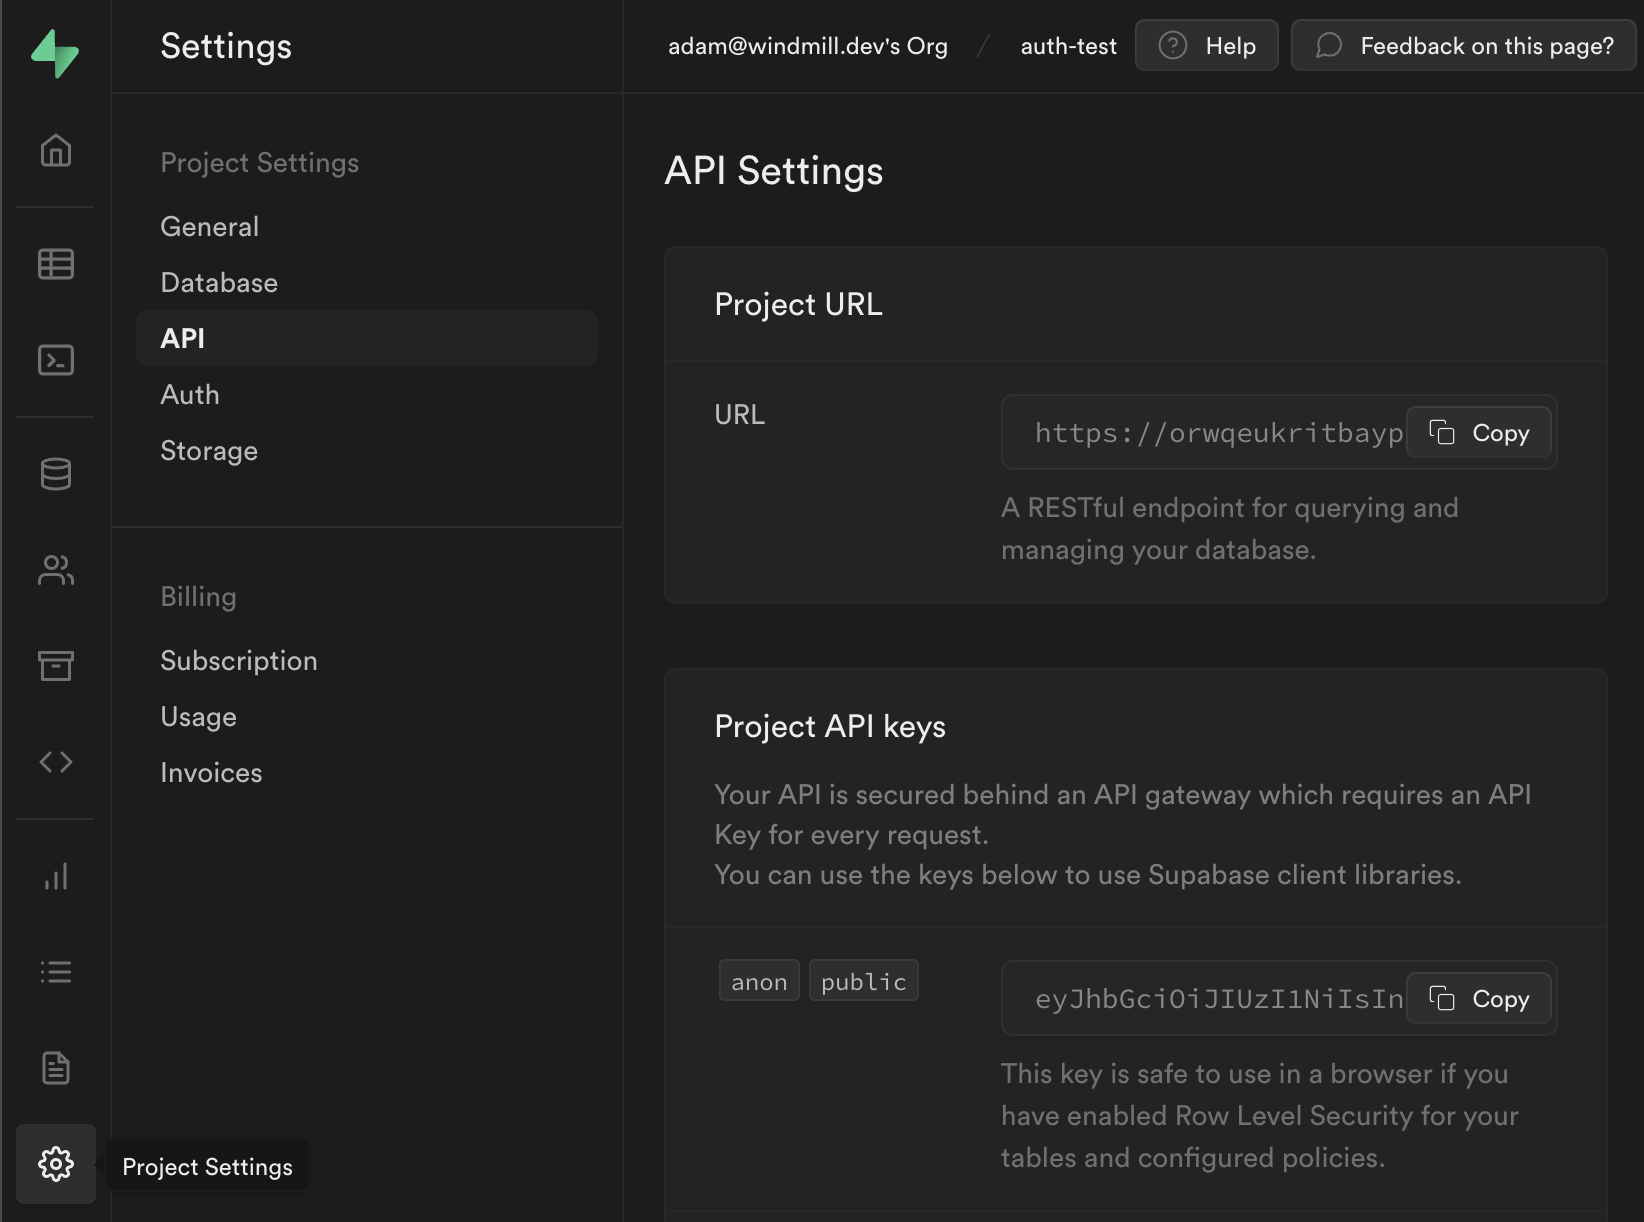 Settings
adam@windmill.dev's Org / auth-test
Help
Feedback on this page?
Project Settings
General
Database
API
Auth
Storage
Billing
Subscription
Usage
Invoices
Project Settings
API Settings
Project URL
URL
https://orwqeukritbayp
Copy
A RESTful endpoint for querying and
managing your database.
Project API keys
Your API is secured behind an API gateway which requires an API
Key for every request.
You can use the keys below to use Supabase client libraries.
anon public
eyJhbGciOiJIUzI1NiIsIn
Copy
This key is safe to use in a browser if you
have enabled Row Level Security for your
tables and configured policies.